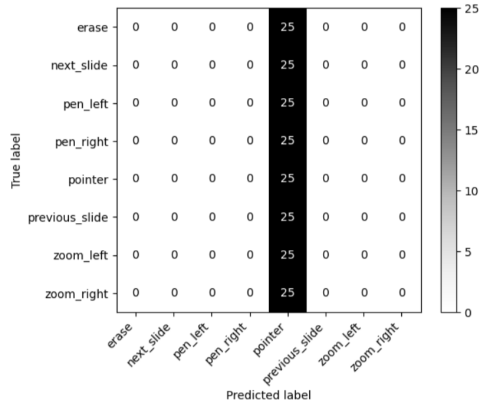 erase 0 0 0 0 25 0 0 0
next_slide 0 0 0 0 25 0 0 0
pen_left 0 0 0 0 25 0 0 0
pen_right 0 0 0 0 25 0 0 0
pointer 0 0 0 0 25 0 0 0
previous_slide 0 0 0 0 25 0 0 0
zoom_left 0 0 0 0 25 0 0 0
zoom_right 0 0 0 0 25 0 0 0
True label
erase next_slide pen_left pen_right pointer previous_slide zoom_left zoom_right
Predicted label
25
20
15
10
5
0